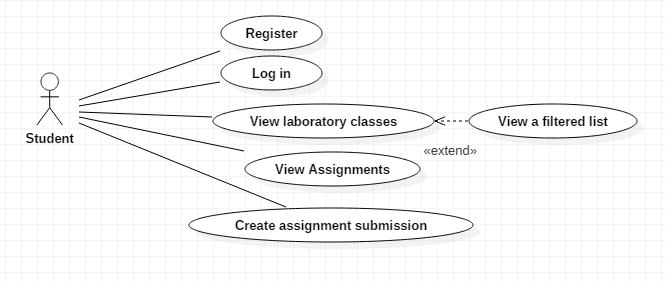 Register
Log in
View laboratory classes
View a filtered list
Student
«extend»
View Assignments
Create assignment submission